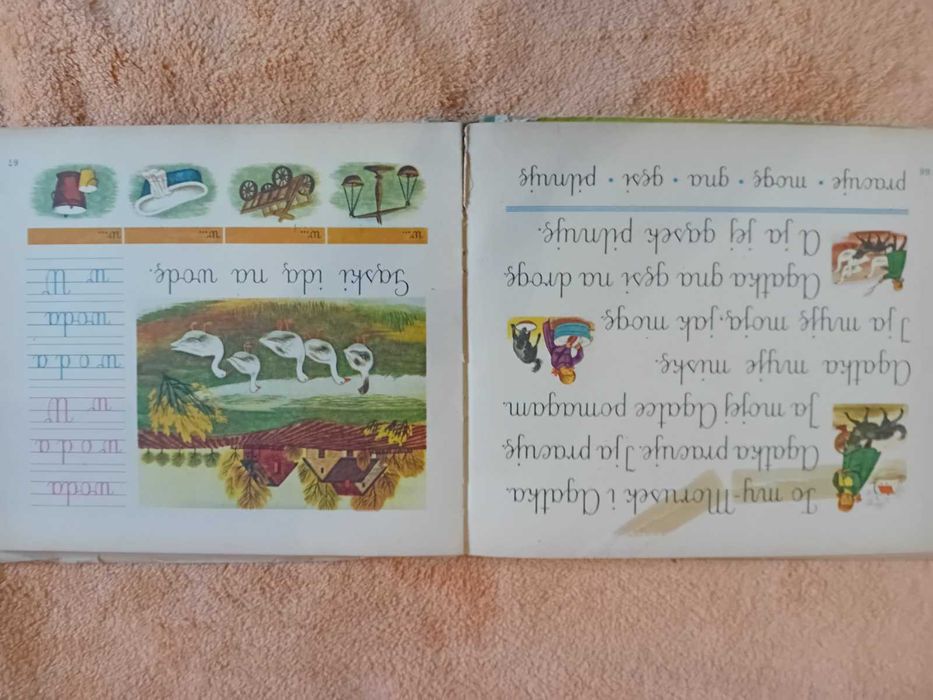 To my-Morusek i Agatka.
Agatka pracuje. I ja pracuję.
Ja mojej Agatce pomagam.
Agatka myje miskę.
I ja myję moją, jak mogę.
Agatka gna gęsi na drogę.
A ja jej gąsek pilnuję.
pracuję • mogę • gna • gęsi • pilnuję
66
woda
w o d a
w W
w o d a
woda
w W
Gąski idą na wodę.
w... w... w... w...
67